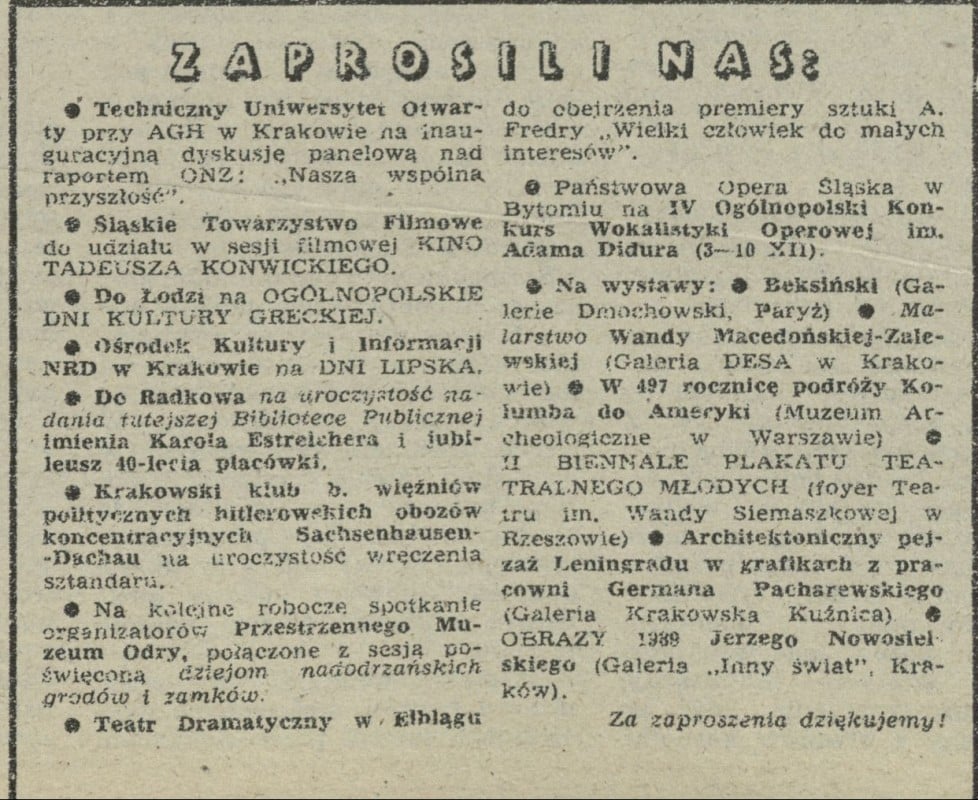 ZAPROSILI NAS:
● Techniczny Uniwersytet Otwar-
ty przy AGH w Krakowie na inau-
guracyjną dyskusję panelową nad
raportem ONZ: „Nasza wspólna
przyszłość".
● Śląskie Towarzystwo Filmowe
do udziału w sesji filmowej KINO
TADEUSZA KONWICKIEGO.
● Do Łodzi na OGÓLNOPOLSKIE
DNI KULTURY GRECKIEJ.
● Ośrodek Kultury i Informacji
NRD w Krakowie na DNI LIPSKA.
● Do Radkowa na uroczystość na-
dania tutejszej Bibliotece Publicznej
imienia Karola Estreichera i jubi-
leusz 40-lecia placówki.
● Krakowski klub b. więźniów
politycznych hitlerowskich obozów
koncentracyjnych Sachsenhausen-
-Dachau na uroczystość wręczenia
sztandaru.
● Na kolejne robocze spotkanie
organizatorów Przestrzennego Mu-
zeum Odry, połączone z sesją po-
święconą dziejom nadodrzańskich
grodów i zamków.
● Teatr Dramatyczny w Elblągu
do obejrzenia premiery sztuki A.
Fredry „Wielki człowiek do małych
interesów".
● Państwowa Opera Śląska w
Bytomiu na IV Ogólnopolski Kon-
kurs Wokalistyki Operowej im.
Adama Didura (3—10 XII).
● Na wystawy: ● Beksiński (Ga-
lerie Dmochowski, Paryż) ● Ma-
larstwo Wandy Macedońskiej-Zale-
wskiej (Galeria DESA w Krako-
wie) ● W 497 rocznicę podróży Ko-
lumba do Ameryki (Muzeum Ar-
cheologiczne w Warszawie) ●
II BIENNALE PLAKATU TEA-
TRALNEGO MŁODYCH (foyer Tea-
tru im. Wandy Siemaszkowej w
Rzeszowie) ● Architektoniczny pej-
zaż Leningradu w grafikach z pra-
cowni Germana Pacharewskiego
(Galeria Krakowska Kuźnica) ●
OBRAZY 1989 Jerzego Nowosiel-
skiego (Galeria „Inny świat", Kra-
ków).
Za zaproszenia dziękujemy!